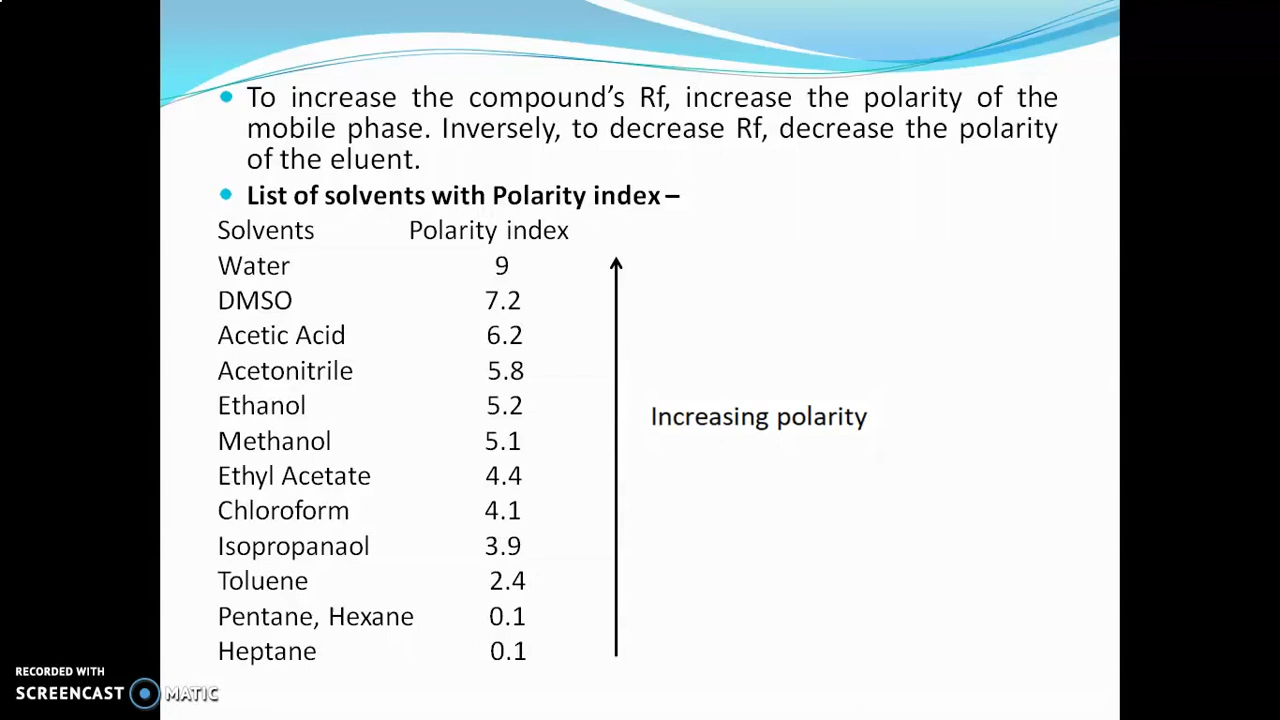 To increase the compound’s Rf, increase the polarity of the
mobile phase. Inversely, to decrease Rf, decrease the polarity
of the eluent.
List of solvents with Polarity index –
Solvents Polarity index
Water 9
DMSO 7.2
Acetic Acid 6.2
Acetonitrile 5.8
Ethanol 5.2
Methanol 5.1
Ethyl Acetate 4.4
Chloroform 4.1
Isopropanaol 3.9
Toluene 2.4
Pentane, Hexane 0.1
Heptane 0.1
Increasing polarity
RECORDED WITH
SCREENCAST MATIC